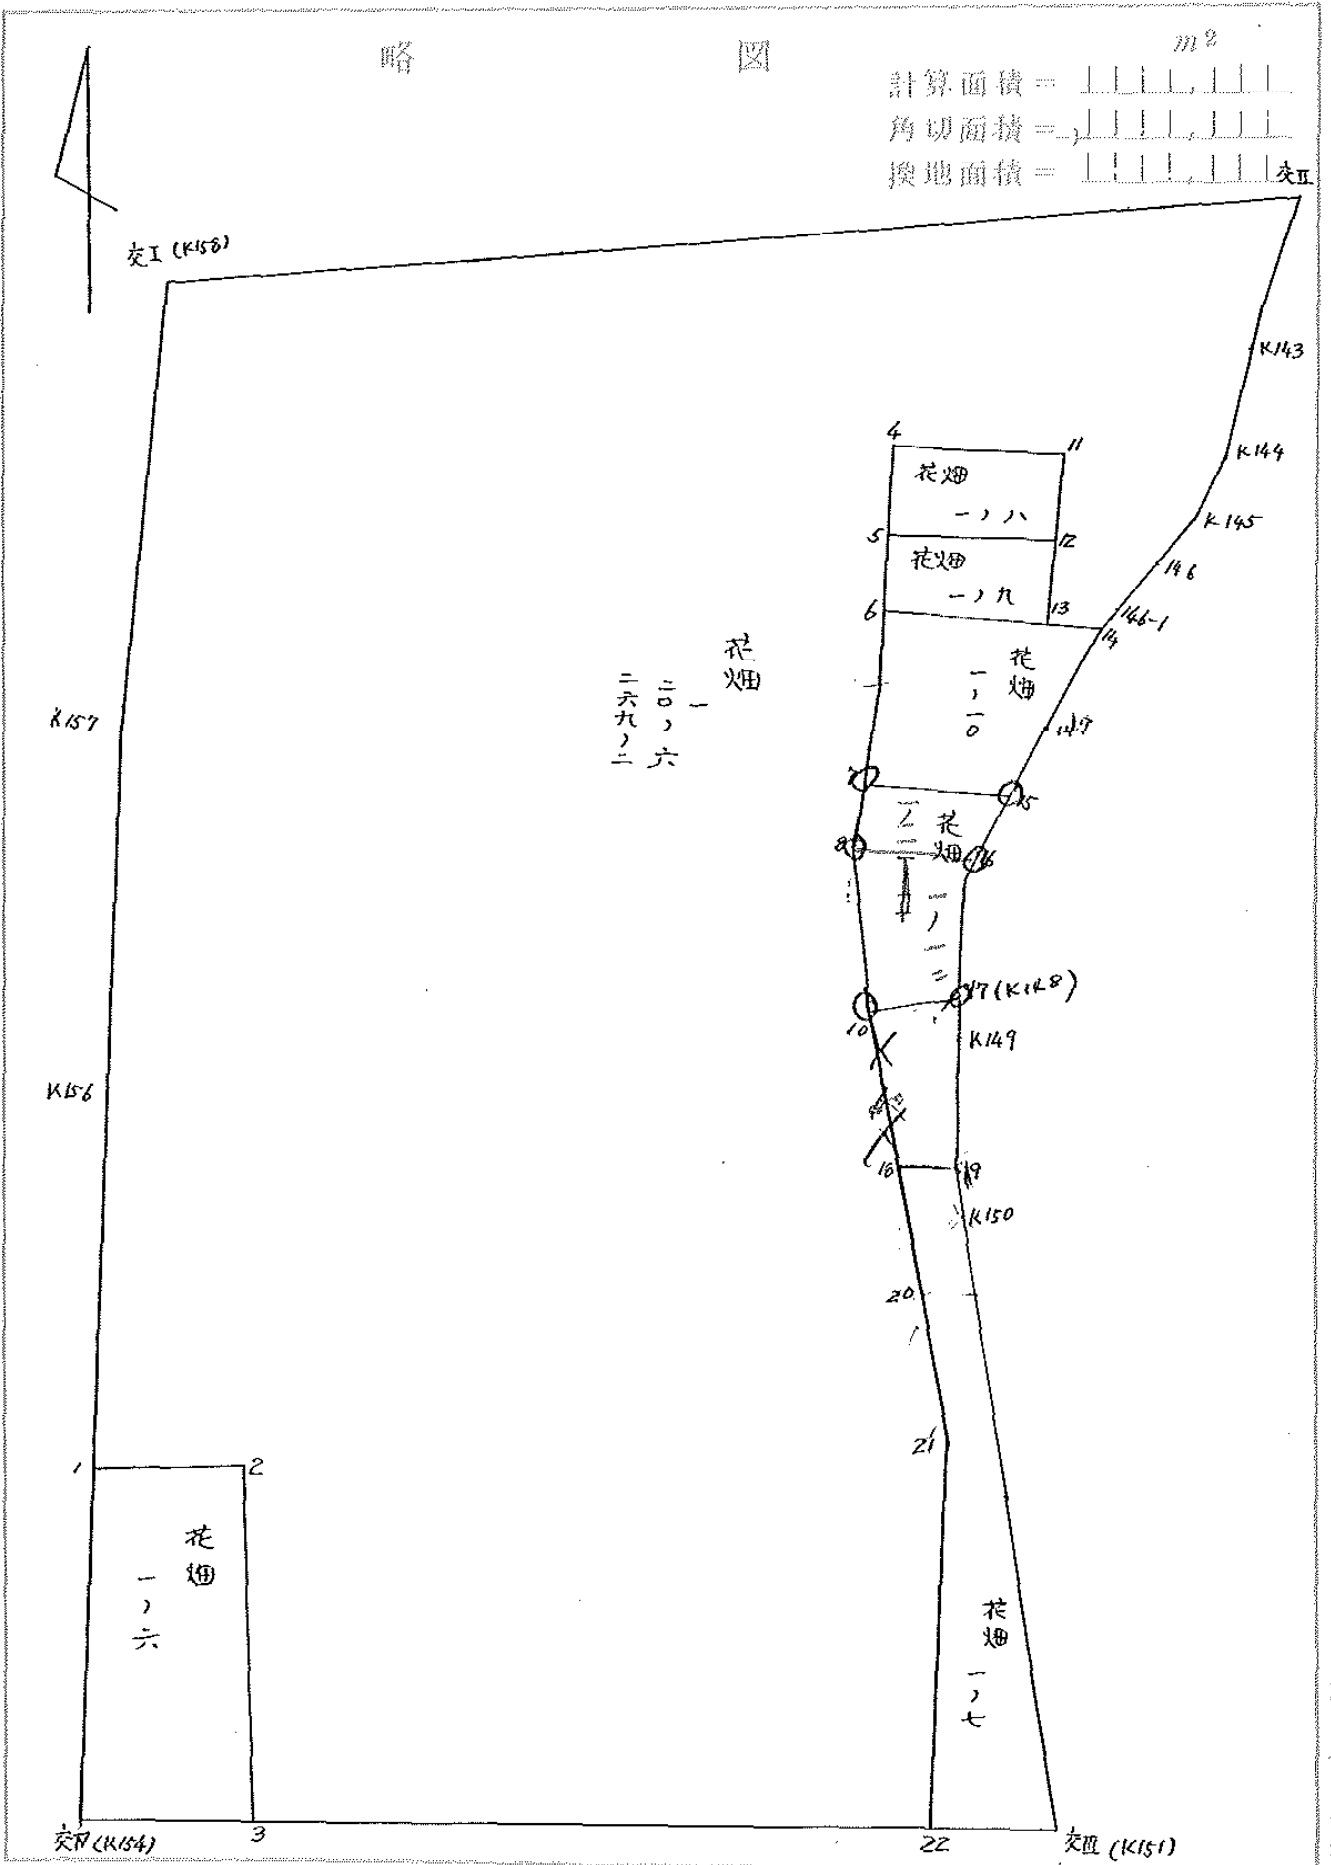 略 図
m²
計算面積 =
角切面積 =
換地面積 =
交Ⅱ
交Ⅰ (K158)
K143
4
11
K144
花畑
一ノ八
K145
5
12
花畑
146
一ノ九
6
13
146-1
14
花畑
一
二〇ノ六
二六九ノ二
花畑
一ノ一〇
K157
147
7
15
花畑
8
16
一ノ一二
17 (K148)
10
K149
K156
18
19
K150
20
21
1
2
花畑
一ノ六
花畑
一ノ七
交Ⅳ (K154)
3
22
交Ⅲ (K151)